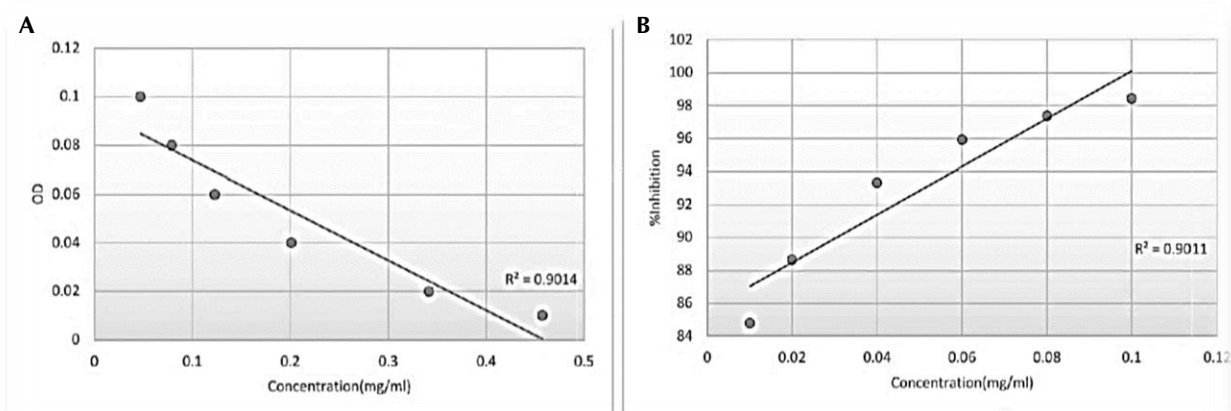 A
0.12
0.1
0.08
0.06
0.04
0.02
0
OD
R² = 0.9014
0 0.1 0.2 0.3 0.4 0.5
Concentration(mg/ml)
B
102
100
98
96
94
92
90
88
86
84
%Inhibition
R² = 0.9011
0 0.02 0.04 0.06 0.08 0.1 0.12
Concentration(mg/ml)